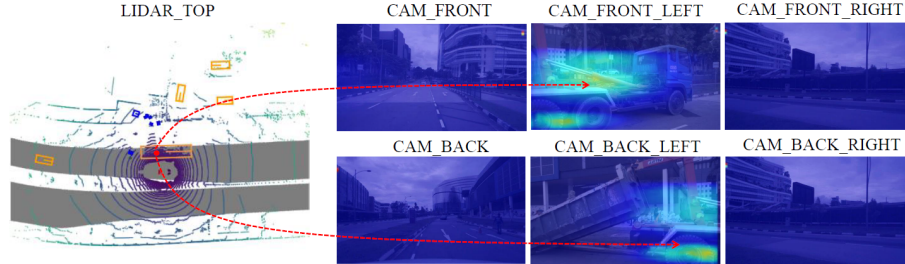 LIDAR_TOP
CAM_FRONT
CAM_FRONT_LEFT
CAM_FRONT_RIGHT
CAM_BACK
CAM_BACK_LEFT
CAM_BACK_RIGHT